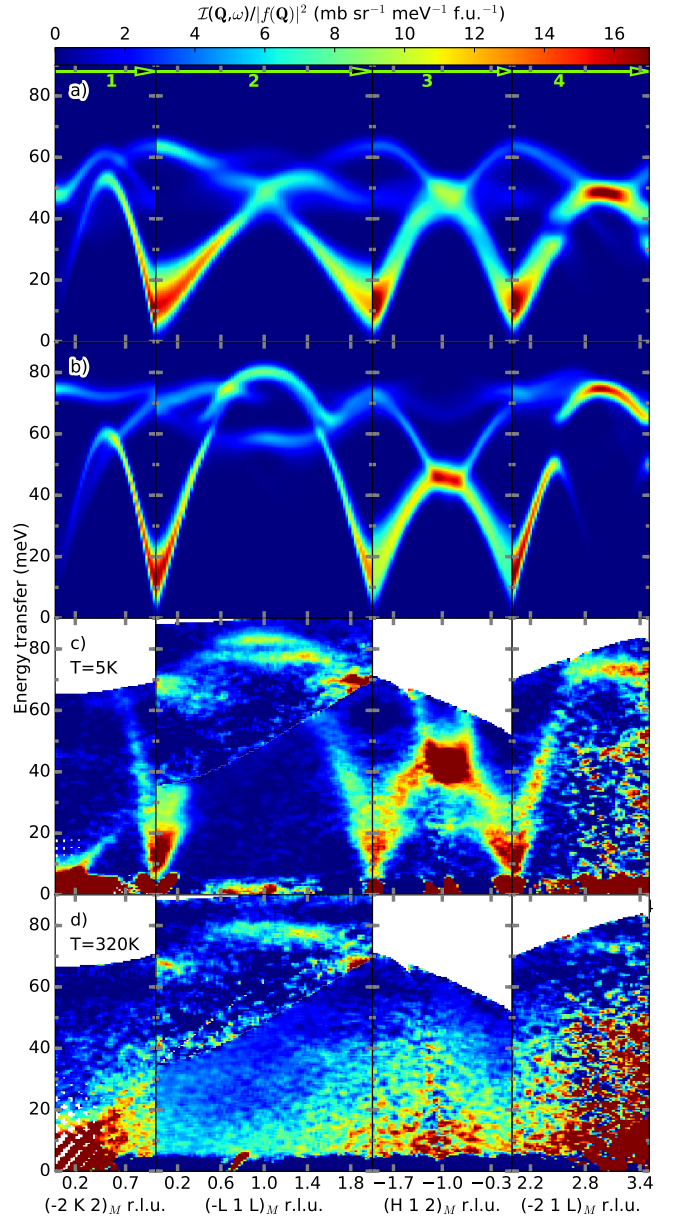 𝓘(𝐐,ω)/|f(𝐐)|² (mb sr⁻¹ meV⁻¹ f.u.⁻¹)
0 2 4 6 8 10 12 14 16
1 2 3 4
a)
80
60
40
20
0
b)
80
60
40
20
0
Energy transfer (meV)
c)
T=5K
80
60
40
20
0
d)
T=320K
80
60
40
20
0
0.2 0.8 0.2 0.6 1.0 1.4 1.8 −1.7 −1.0 −0.3 2.2 2.8 3.4
(-2 K 2)M r.l.u. (-L 1 L)M r.l.u. (H 1 2)M r.l.u. (-2 1 L)M r.l.u.